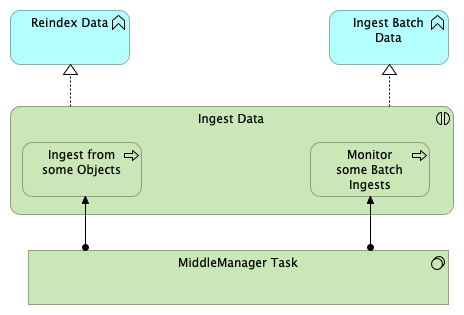 Reindex Data
Ingest Batch
Data
Ingest Data
Ingest from
some Objects
Monitor
some Batch
Ingests
MiddleManager Task